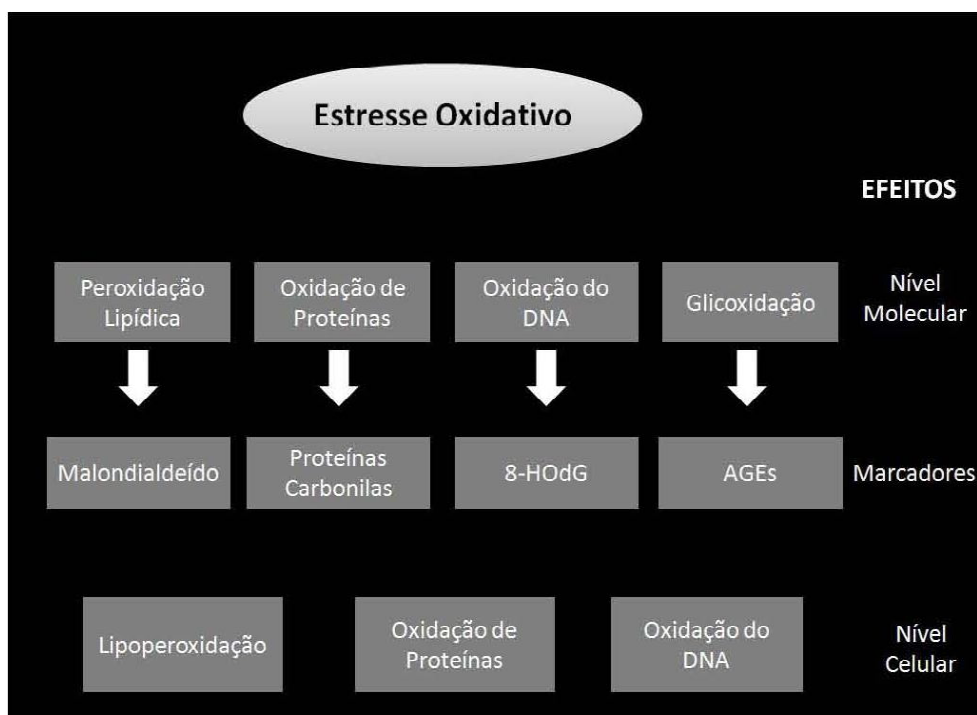 Estresse Oxidativo
EFEITOS
Peroxidação
Lipídica
Oxidação de
Proteínas
Oxidação do
DNA
Glicoxidação
Nível
Molecular
Malondialdeído
Proteínas
Carbonilas
8-HOdG
AGEs
Marcadores
Lipoperoxidação
Oxidação de
Proteínas
Oxidação do
DNA
Nível
Celular